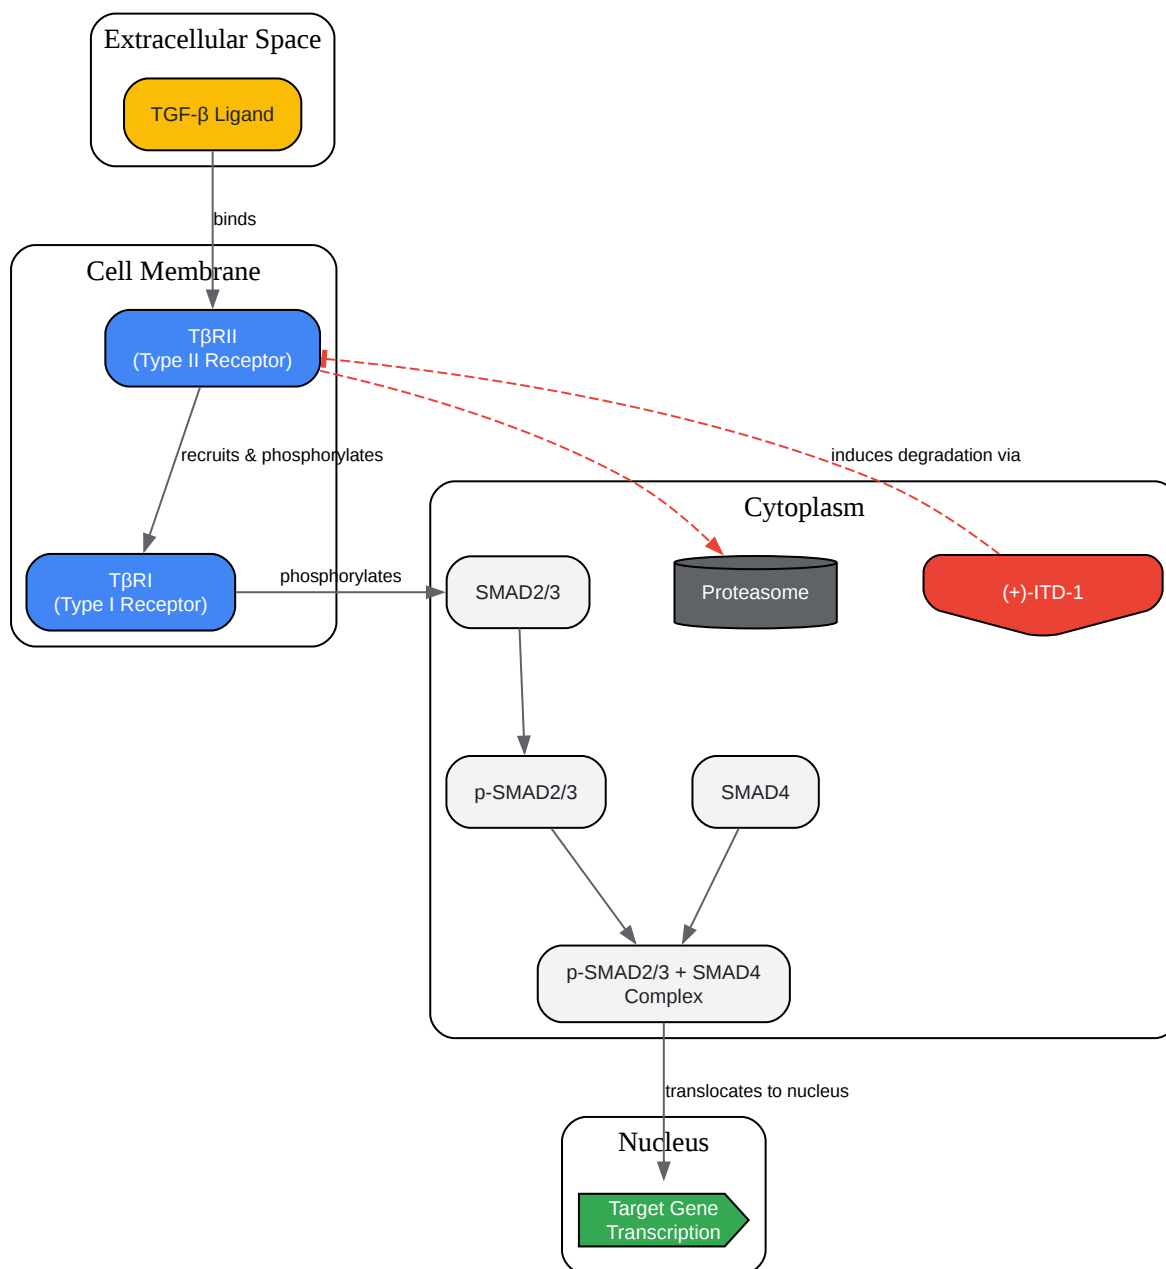 Extracellular Space
TGF-β Ligand
binds
Cell Membrane
TβRII
(Type II Receptor)
recruits & phosphorylates
induces degradation via
Cytoplasm
TβRI
(Type I Receptor)
phosphorylates
SMAD2/3
Proteasome
(+)-ITD-1
p-SMAD2/3
SMAD4
p-SMAD2/3 + SMAD4
Complex
translocates to nucleus
Nucleus
Target Gene
Transcription